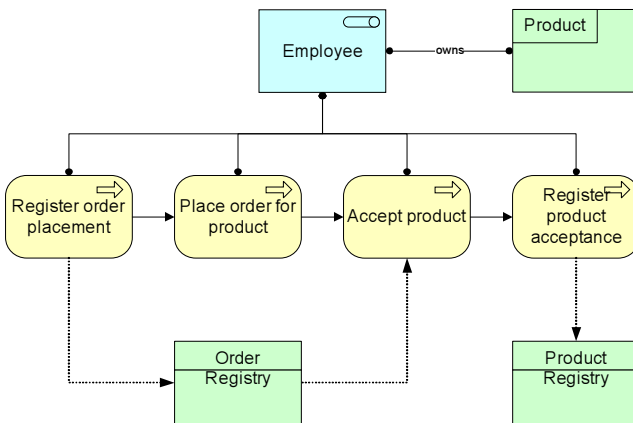 Product
Employee
owns
Register order
placement
Place order for
product
Accept product
Register
product
acceptance
Order
Registry
Product
Registry